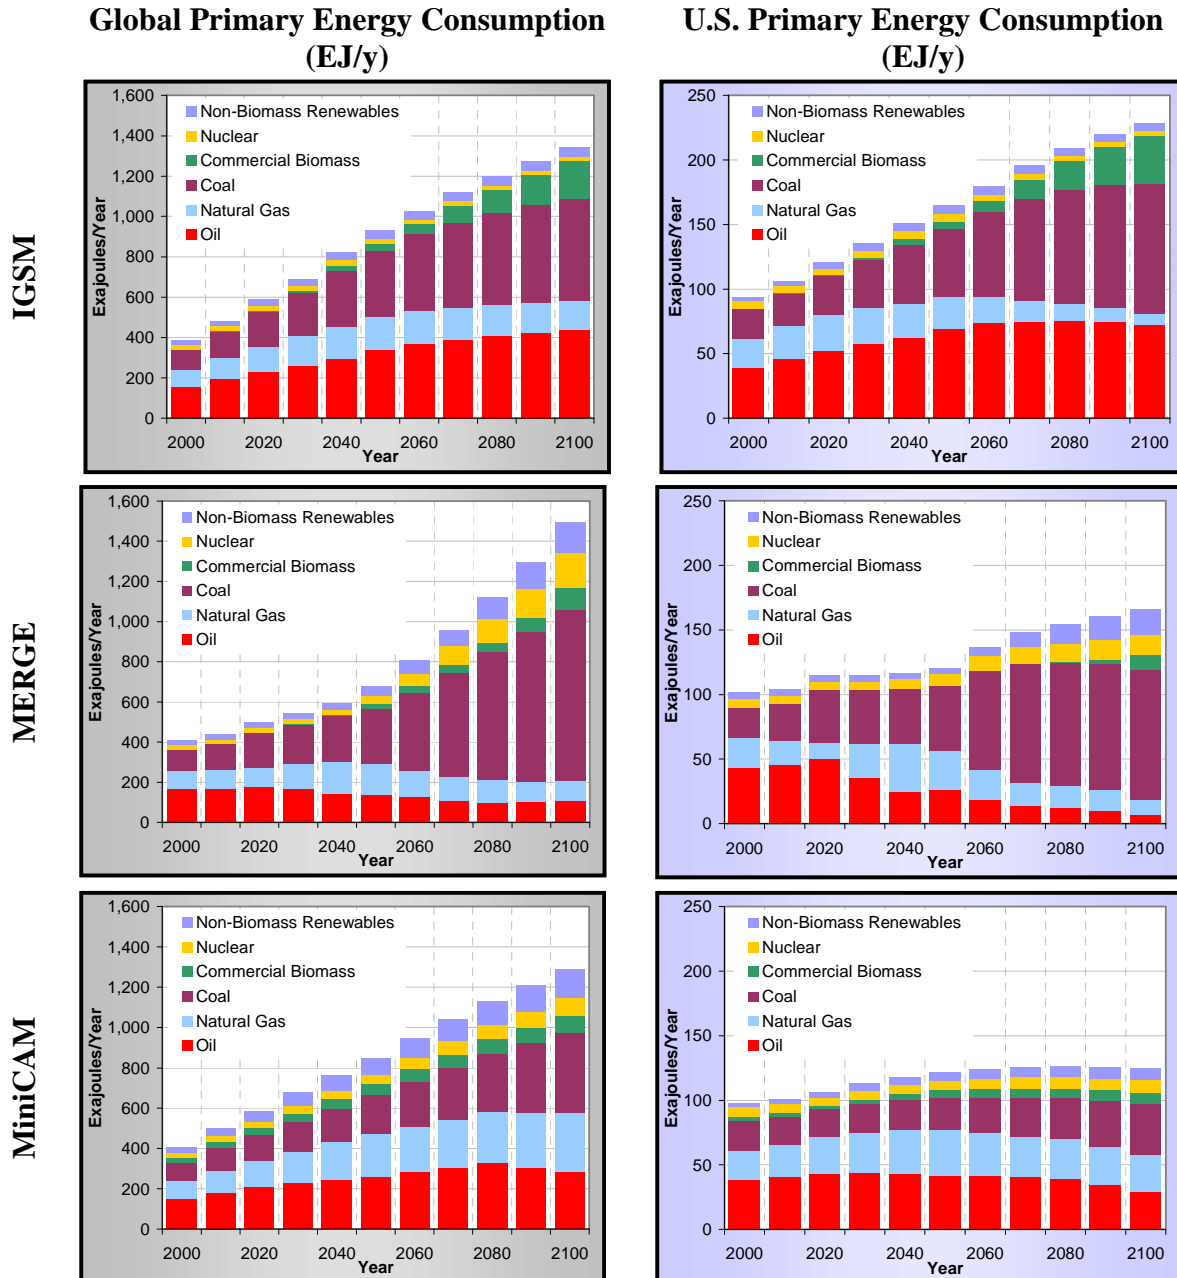 Global Primary Energy Consumption
(EJ/y)
U.S. Primary Energy Consumption
(EJ/y)
IGSM
Exajoules/Year
1,600
1,400
1,200
1,000
800
600
400
200
0
Non-Biomass Renewables
Nuclear
Commercial Biomass
Coal
Natural Gas
Oil
2000 2020 2040 2060 2080 2100
Year
Exajoules/Year
250
200
150
100
50
0
Non-Biomass Renewables
Nuclear
Commercial Biomass
Coal
Natural Gas
Oil
2000 2020 2040 2060 2080 2100
Year
MERGE
Exajoules/Year
1,600
1,400
1,200
1,000
800
600
400
200
0
Non-Biomass Renewables
Nuclear
Commercial Biomass
Coal
Natural Gas
Oil
2000 2020 2040 2060 2080 2100
Year
Exajoules/Year
250
200
150
100
50
0
Non-Biomass Renewables
Nuclear
Commercial Biomass
Coal
Natural Gas
Oil
2000 2020 2040 2060 2080 2100
Year
MiniCAM
Exajoules/Year
1,600
1,400
1,200
1,000
800
600
400
200
0
Non-Biomass Renewables
Nuclear
Commercial Biomass
Coal
Natural Gas
Oil
2000 2020 2040 2060 2080 2100
Year
Exajoules/Year
250
200
150
100
50
0
Non-Biomass Renewables
Nuclear
Commercial Biomass
Coal
Natural Gas
Oil
2000 2020 2040 2060 2080 2100
Year